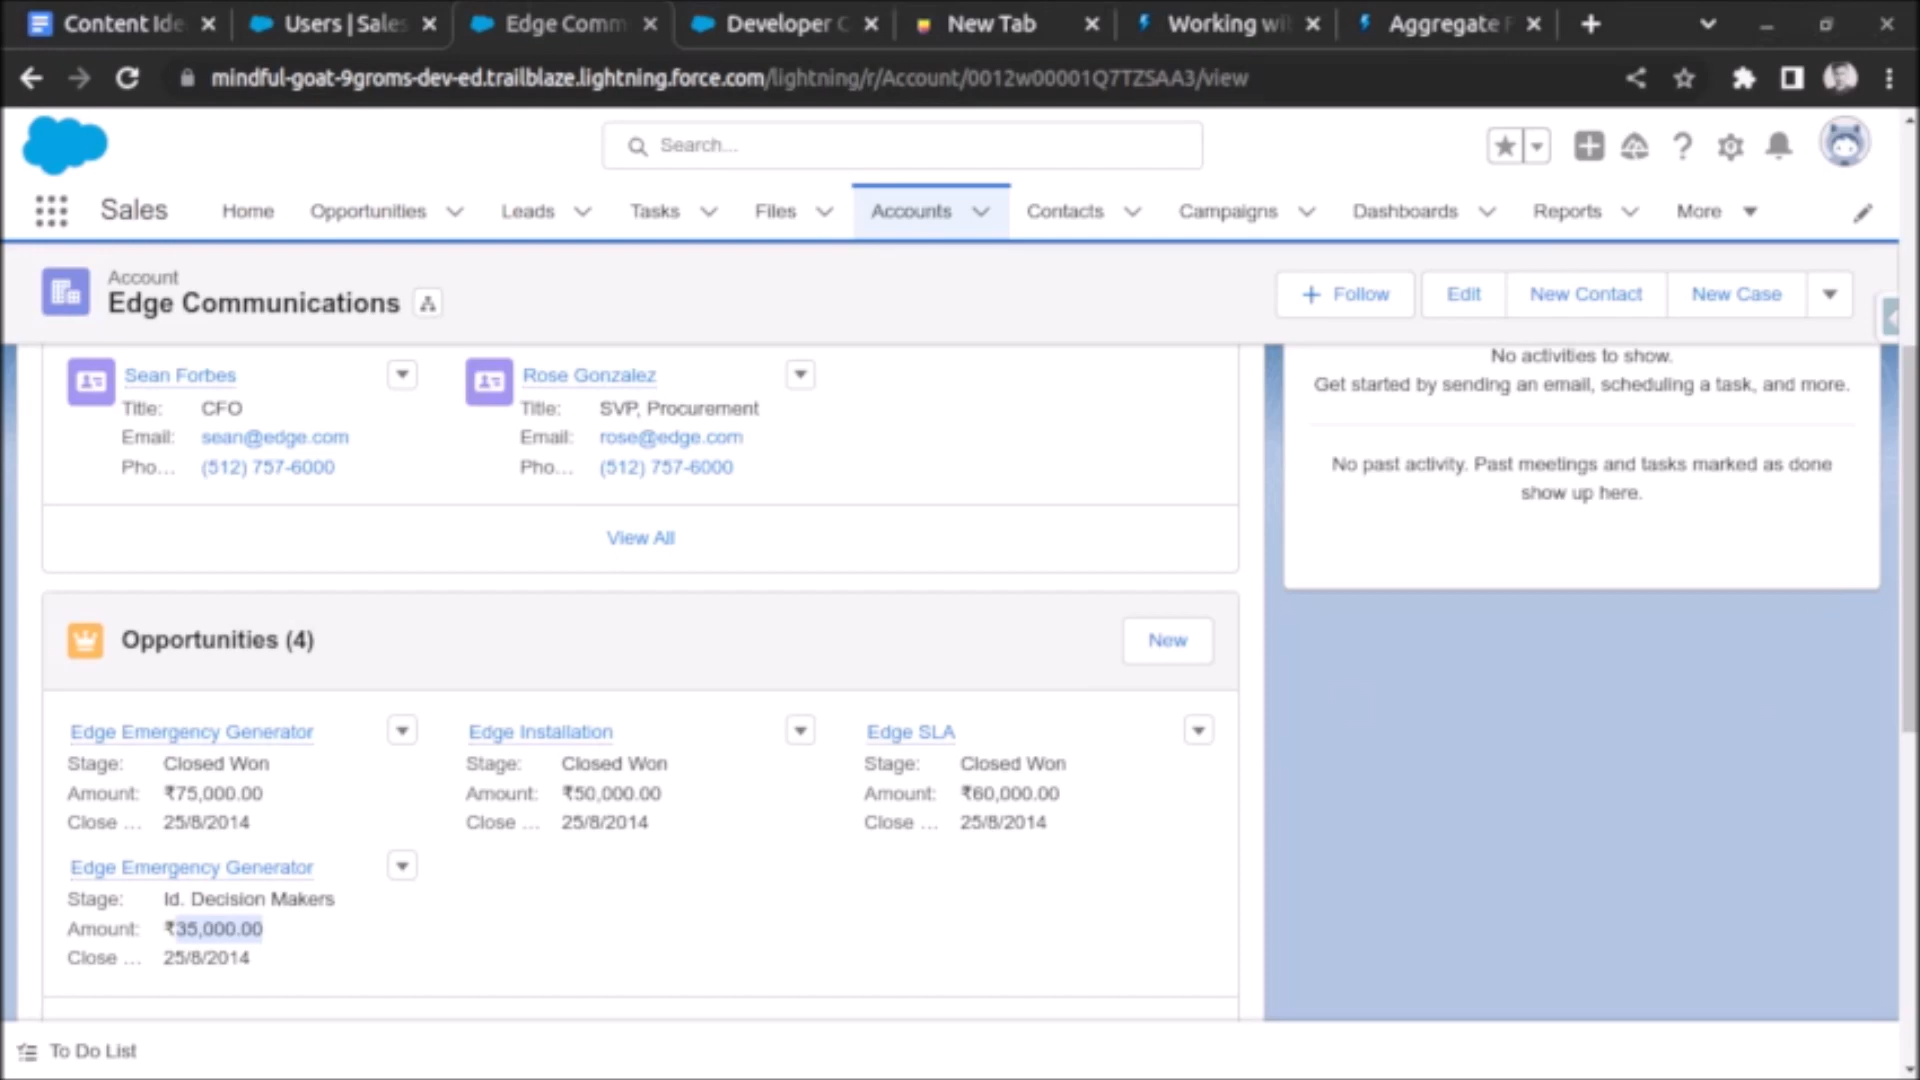 Content Ide
Users | Sales
Edge Comm
Developer C
New Tab
Working wi
Aggregate F
mindful-goat-9groms-dev-ed.trailblaze.lightning.force.com/lightning/r/Account/0012w00001Q7TZSAA3/view
Search...
Sales
Home
Opportunities
Leads
Tasks
Files
Accounts
Contacts
Campaigns
Dashboards
Reports
More
Account
Edge Communications
Follow
Edit
New Contact
New Case
Sean Forbes
Title: CFO
Email: sean@edge.com
Pho... (512) 757-6000
Rose Gonzalez
Title: SVP, Procurement
Email: rose@edge.com
Pho... (512) 757-6000
View All
No activities to show.
Get started by sending an email, scheduling a task, and more.
No past activity. Past meetings and tasks marked as done
show up here.
Opportunities (4)
New
Edge Emergency Generator
Stage: Closed Won
Amount: ₹75,000.00
Close ... 25/8/2014
Edge Installation
Stage: Closed Won
Amount: ₹50,000.00
Close ... 25/8/2014
Edge SLA
Stage: Closed Won
Amount: ₹60,000.00
Close ... 25/8/2014
Edge Emergency Generator
Stage: Id. Decision Makers
Amount: ₹35,000.00
Close ... 25/8/2014
To Do List